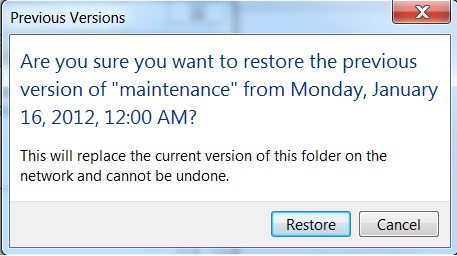 Previous Versions
Are you sure you want to restore the previous
version of "maintenance" from Monday, January
16, 2012, 12:00 AM?
This will replace the current version of this folder on the
network and cannot be undone.
Restore
Cancel